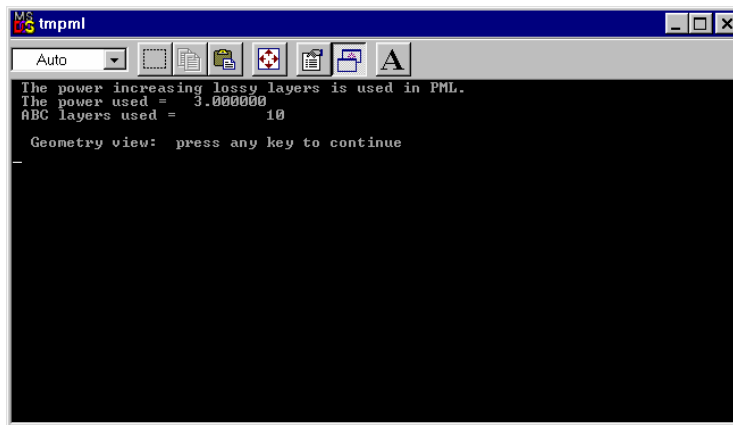 tmpml
Auto
A
The power increasing lossy layers is used in PML.
The power used =   3.000000
ABC layers used =          10
Geometry view:  press any key to continue
_